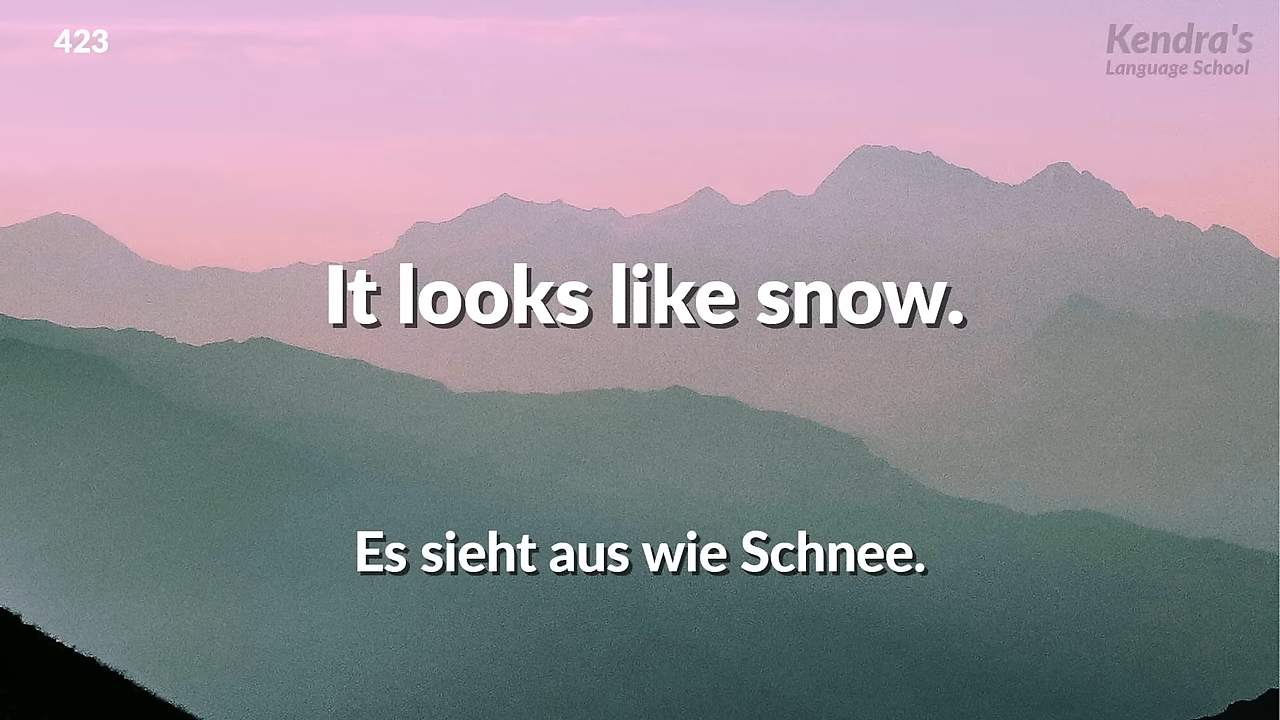 423
Kendra's
Language School
It looks like snow.
Es sieht aus wie Schnee.